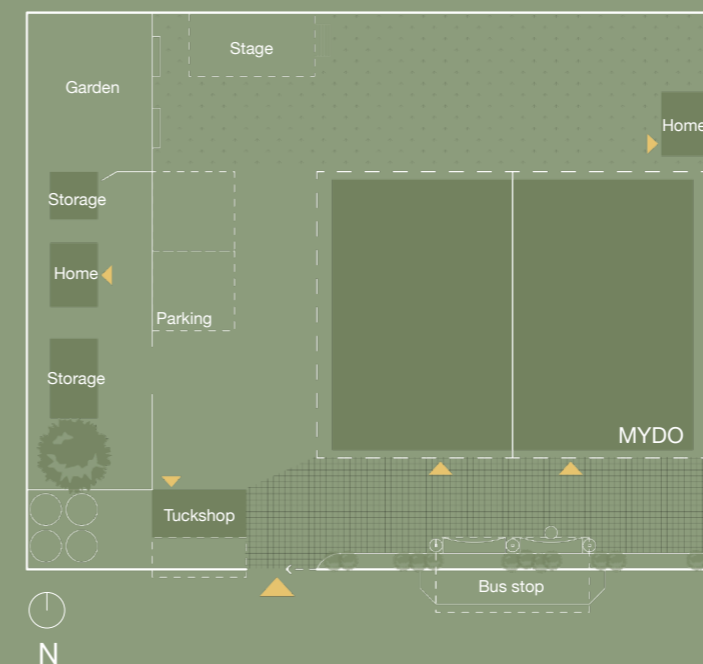 Stage
Garden
Home
Storage
Home
Parking
Storage
MYDO
Tuckshop
Bus stop
N